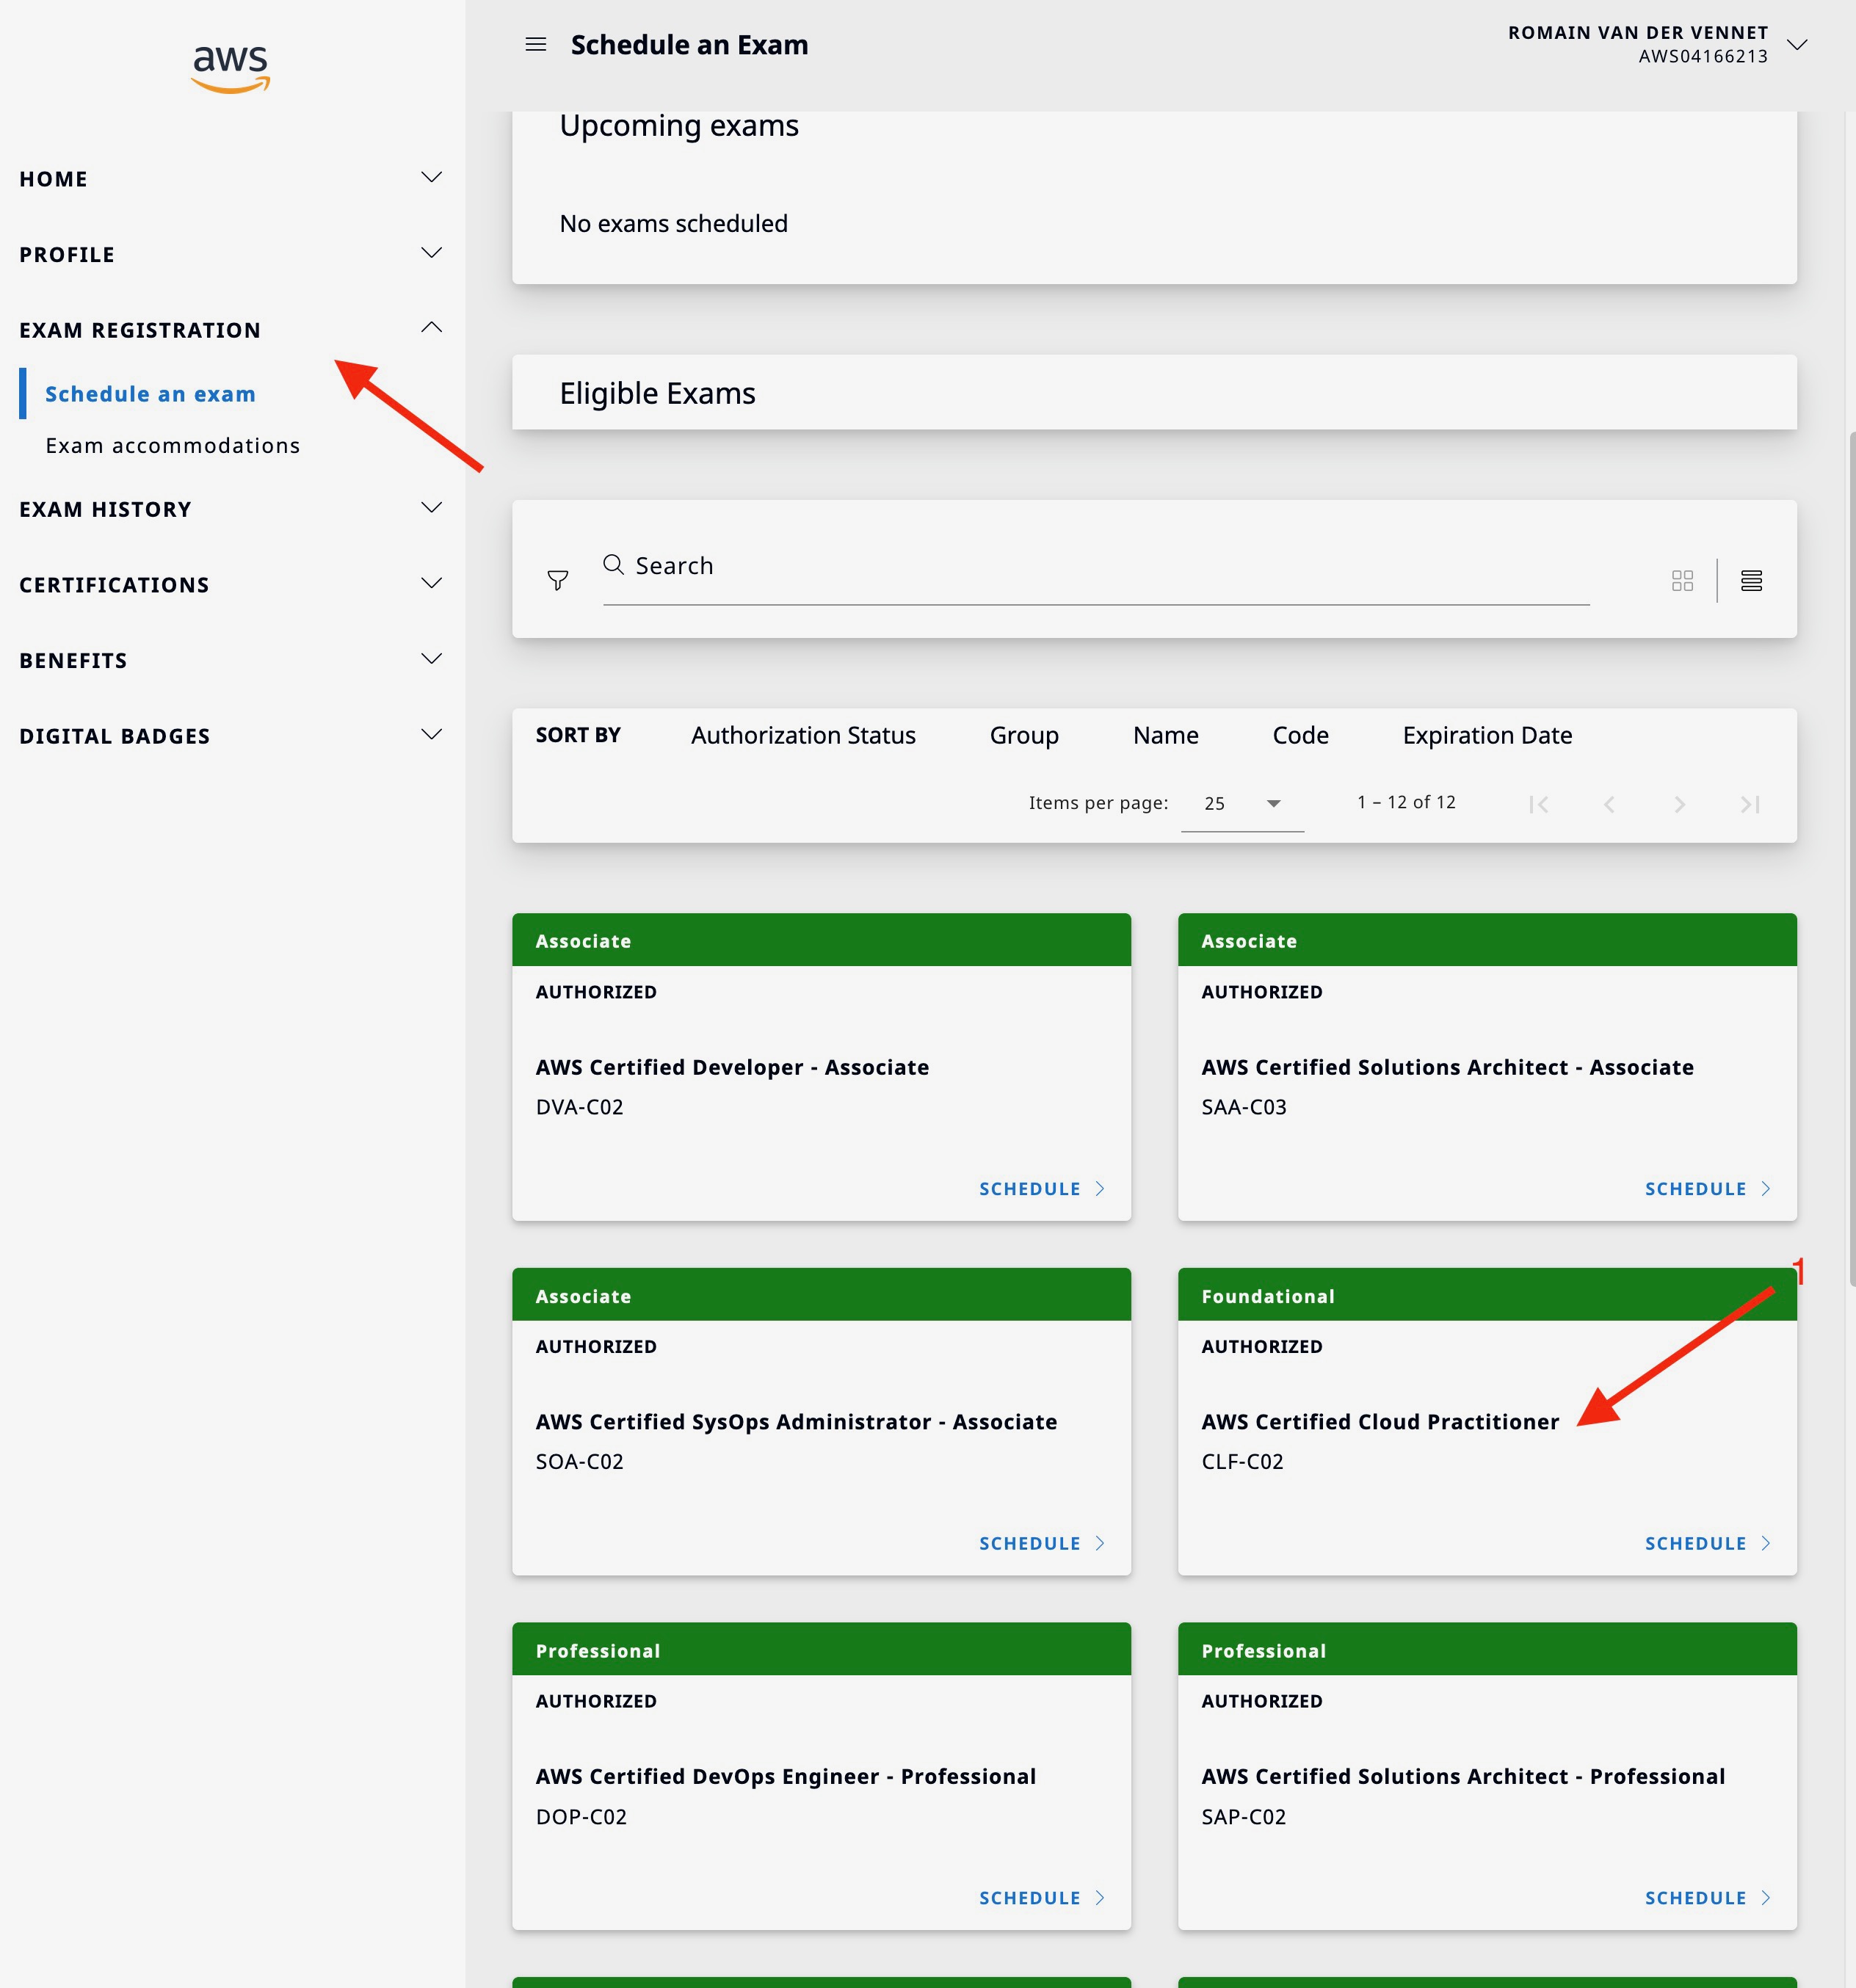 aws
HOME
PROFILE
EXAM REGISTRATION
Schedule an exam
Exam accommodations
EXAM HISTORY
CERTIFICATIONS
BENEFITS
DIGITAL BADGES
Schedule an Exam
ROMAIN VAN DER VENNET
AWS04166213
Upcoming exams
No exams scheduled
Eligible Exams
Search
SORT BY Authorization Status Group Name Code Expiration Date
Items per page: 25 1 – 12 of 12
Associate
AUTHORIZED
AWS Certified Developer - Associate
DVA-C02
SCHEDULE
Associate
AUTHORIZED
AWS Certified Solutions Architect - Associate
SAA-C03
SCHEDULE
Associate
AUTHORIZED
AWS Certified SysOps Administrator - Associate
SOA-C02
SCHEDULE
1
Foundational
AUTHORIZED
AWS Certified Cloud Practitioner
CLF-C02
SCHEDULE
Professional
AUTHORIZED
AWS Certified DevOps Engineer - Professional
DOP-C02
SCHEDULE
Professional
AUTHORIZED
AWS Certified Solutions Architect - Professional
SAP-C02
SCHEDULE